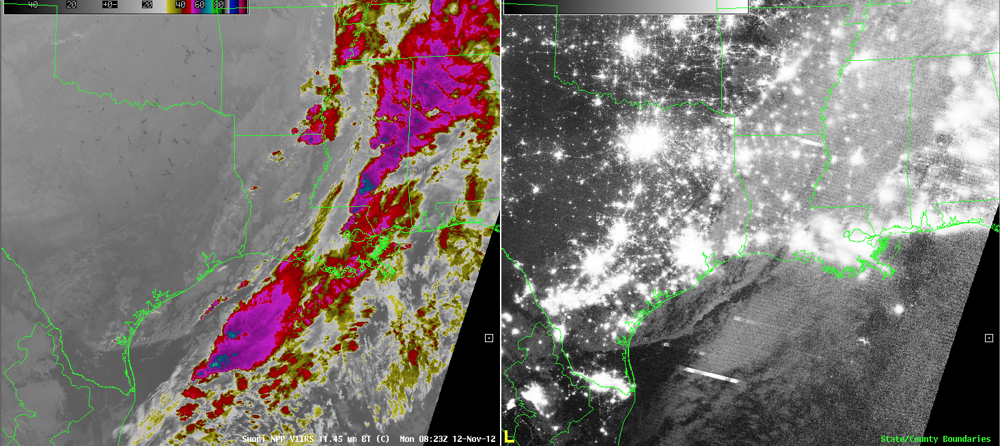 40 20 +0- 20 40 60 80
Suomi NPP VIIRS 11.45 um BT (C) Mon 08:23Z 12-Nov-12
L
State/County Boundaries